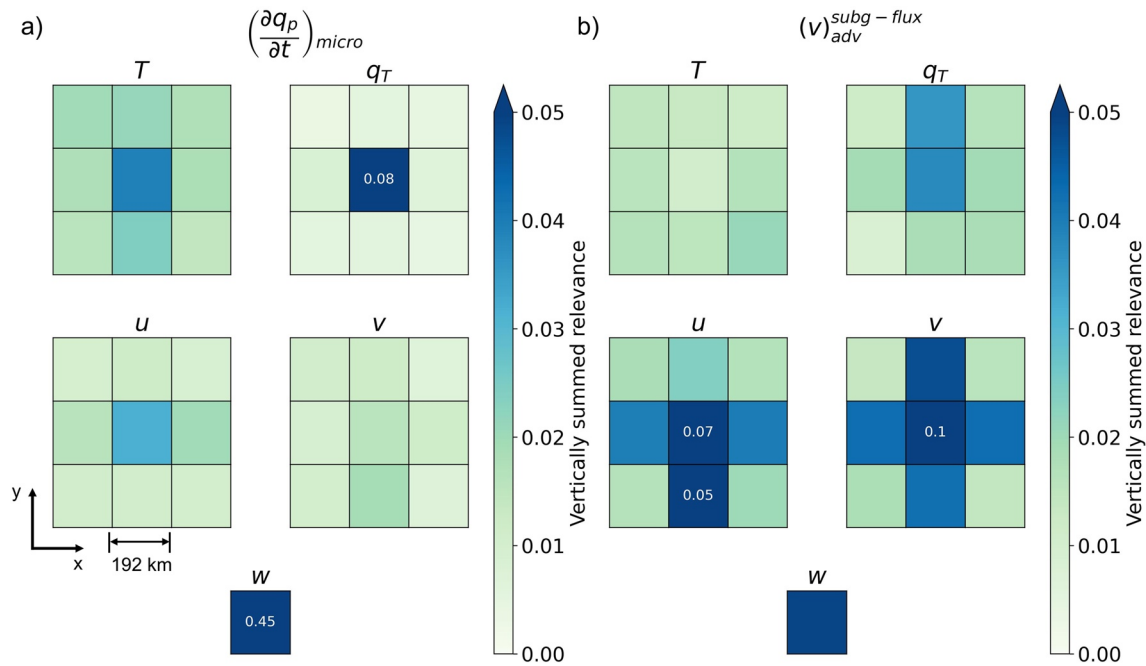 a)
(∂q_p/∂t)_micro
T
q_T
0.08
u
v
y
x
192 km
w
0.45
0.05
0.04
0.03
0.02
0.01
0.00
Vertically summed relevance
b)
(v)^{subg-flux}_{adv}
T
q_T
u
v
0.07
0.1
0.05
w
0.05
0.04
0.03
0.02
0.01
0.00
Vertically summed relevance